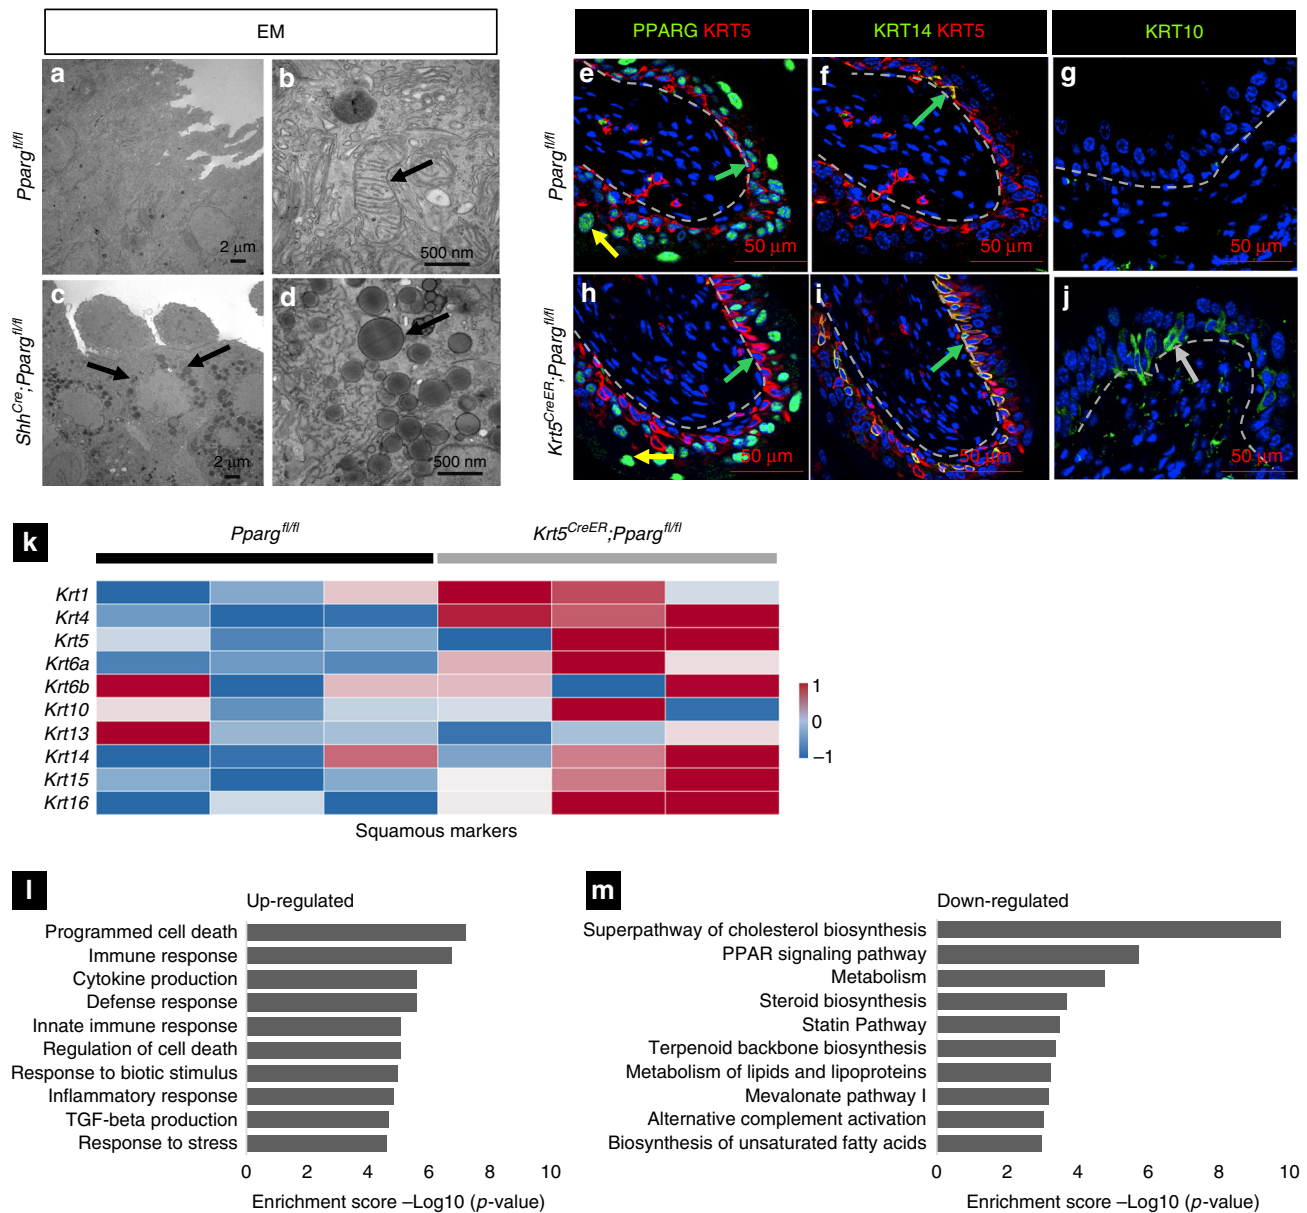 EM
PPARG KRT5
KRT14 KRT5
KRT10
Pparg^fl/fl
a
2 μm
b
500 nm
Pparg^fl/fl
e
50 μm
f
50 μm
g
50 μm
Shh^Cre;Pparg^fl/fl
c
2 μm
d
500 nm
Krt5^CreER;Pparg^fl/fl
h
50 μm
i
50 μm
j
50 μm
k
Pparg^fl/fl
Krt5^CreER;Pparg^fl/fl
Krt1
Krt4
Krt5
Krt6a
Krt6b
Krt10
Krt13
Krt14
Krt15
Krt16
1
0
−1
Squamous markers
l
Up-regulated
Programmed cell death
Immune response
Cytokine production
Defense response
Innate immune response
Regulation of cell death
Response to biotic stimulus
Inflammatory response
TGF-beta production
Response to stress
0 2 4 6 8 10
Enrichment score –Log10 (p-value)
m
Down-regulated
Superpathway of cholesterol biosynthesis
PPAR signaling pathway
Metabolism
Steroid biosynthesis
Statin Pathway
Terpenoid backbone biosynthesis
Metabolism of lipids and lipoproteins
Mevalonate pathway I
Alternative complement activation
Biosynthesis of unsaturated fatty acids
0 2 4 6 8 10
Enrichment score –Log10 (p-value)